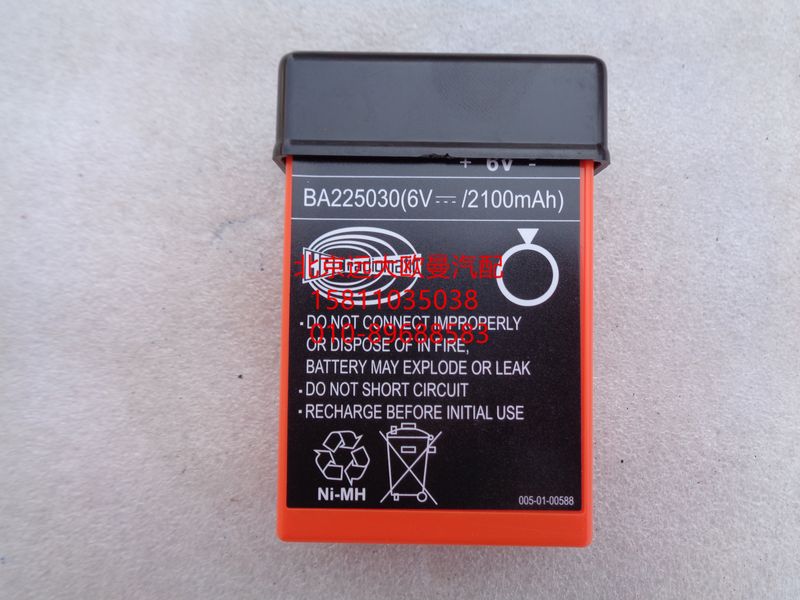 + 6V -
BA225030(6V⎓/2100mAh)
北京远大欧曼汽配
15811035038
010-89688583
· DO NOT CONNECT IMPROPERLY
OR DISPOSE OF IN FIRE,
BATTERY MAY EXPLODE OR LEAK
· DO NOT SHORT CIRCUIT
· RECHARGE BEFORE INITIAL USE
Ni-MH
005-01-00588